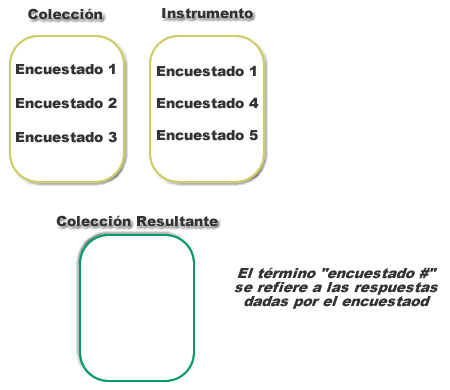 Colección
Instrumento
Encuestado 1
Encuestado 2
Encuestado 3
Encuestado 1
Encuestado 4
Encuestado 5
Colección Resultante
El término "encuestado #"
se refiere a las respuestas
dadas por el encuestaod